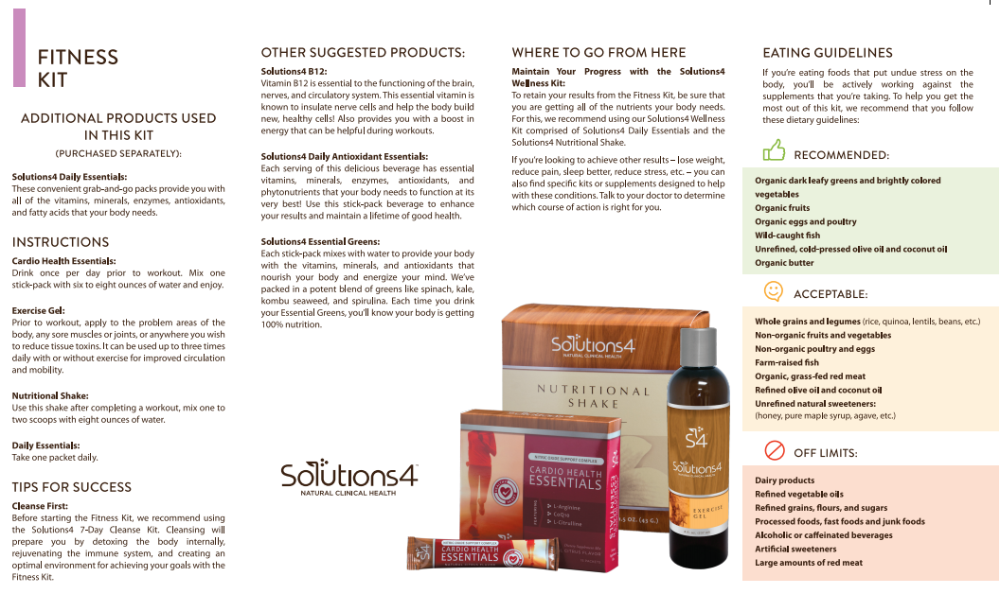 FITNESS
KIT
ADDITIONAL PRODUCTS USED
IN THIS KIT
(PURCHASED SEPARATELY):
Solutions4 Daily Essentials:
These convenient grab-and-go packs provide you with
all of the vitamins, minerals, enzymes, antioxidants,
and fatty acids that your body needs.
INSTRUCTIONS
Cardio Health Essentials:
Drink once per day prior to workout. Mix one
stick-pack with six to eight ounces of water and enjoy.
Exercise Gel:
Prior to workout, apply to the problem areas of the
body, any sore muscles or joints, or anywhere you wish
to reduce tissue toxins. It can be used up to three times
daily with or without exercise for improved circulation
and mobility.
Nutritional Shake:
Use this shake after completing a workout, mix one to
two scoops with eight ounces of water.
Daily Essentials:
Take one packet daily.
TIPS FOR SUCCESS
Cleanse First:
Before starting the Fitness Kit, we recommend using
the Solutions4 7-Day Cleanse Kit. Cleansing will
prepare you by detoxing the body internally,
rejuvenating the immune system, and creating an
optimal environment for achieving your goals with the
Fitness Kit.
OTHER SUGGESTED PRODUCTS:
Solutions4 B12:
Vitamin B12 is essential to the functioning of the brain,
nerves, and circulatory system. This essential vitamin is
known to insulate nerve cells and help the body build
new, healthy cells! Also provides you with a boost in
energy that can be helpful during workouts.
Solutions4 Daily Antioxidant Essentials:
Each serving of this delicious beverage has essential
vitamins, minerals, enzymes, antioxidants, and
phytonutrients that your body needs to function at its
very best! Use this stick-pack beverage to enhance
your results and maintain a lifetime of good health.
Solutions4 Essential Greens:
Each stick-pack mixes with water to provide your body
with the vitamins, minerals, and antioxidants that
nourish your body and energize your mind. We've
packed in a potent blend of greens like spinach, kale,
kombu seaweed, and spirulina. Each time you drink
your Essential Greens, you'll know your body is getting
100% nutrition.
Solutions4™
NATURAL CLINICAL HEALTH
WHERE TO GO FROM HERE
Maintain Your Progress with the Solutions4
Wellness Kit:
To retain your results from the Fitness Kit, be sure that
you are getting all of the nutrients your body needs.
For this, we recommend using our Solutions4 Wellness
Kit comprised of Solutions4 Daily Essentials and the
Solutions4 Nutritional Shake.
If you're looking to achieve other results – lose weight,
reduce pain, sleep better, reduce stress, etc. – you can
also find specific kits or supplements designed to help
with these conditions. Talk to your doctor to determine
which course of action is right for you.
Solutions4
NATURAL CLINICAL HEALTH
NUTRITIONAL
SHAKE
NITRIC OXIDE SUPPORT COMPLEX
CARDIO HEALTH
ESSENTIALS
FEATURING
L-Arginine
CoQ10
L-Citrulline
ESSENTIALS
S4
Solutions4
NATURAL CLINICAL HEALTH
EXERCISE
GEL
S4
NITRIC OXIDE SUPPORT COMPLEX
CARDIO HEALTH
ESSENTIALS
EATING GUIDELINES
If you're eating foods that put undue stress on the
body, you'll be actively working against the
supplements that you're taking. To help you get the
most out of this kit, we recommend that you follow
these dietary guidelines:
RECOMMENDED:
Organic dark leafy greens and brightly colored
vegetables
Organic fruits
Organic eggs and poultry
Wild-caught fish
Unrefined, cold-pressed olive oil and coconut oil
Organic butter
ACCEPTABLE:
Whole grains and legumes (rice, quinoa, lentils, beans, etc.)
Non-organic fruits and vegetables
Non-organic poultry and eggs
Farm-raised fish
Organic, grass-fed red meat
Refined olive oil and coconut oil
Unrefined natural sweeteners:
(honey, pure maple syrup, agave, etc.)
OFF LIMITS:
Dairy products
Refined vegetable oils
Refined grains, flours, and sugars
Processed foods, fast foods and junk foods
Alcoholic or caffeinated beverages
Artificial sweeteners
Large amounts of red meat